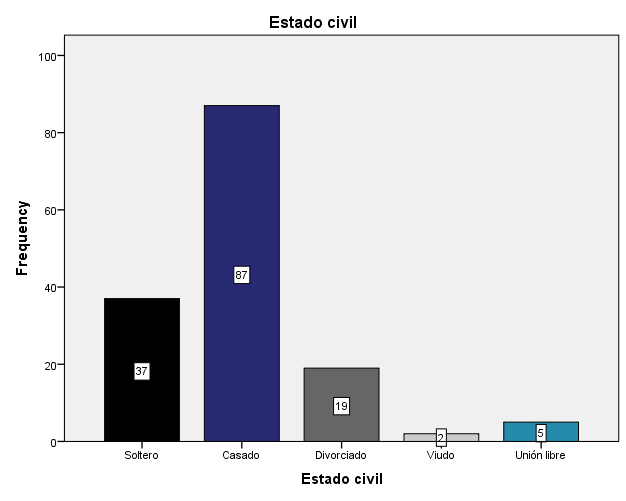 Estado civil
100
80
60
40
20
0
Frequency
37
87
19
2
5
Soltero
Casado
Divorciado
Viudo
Unión libre
Estado civil